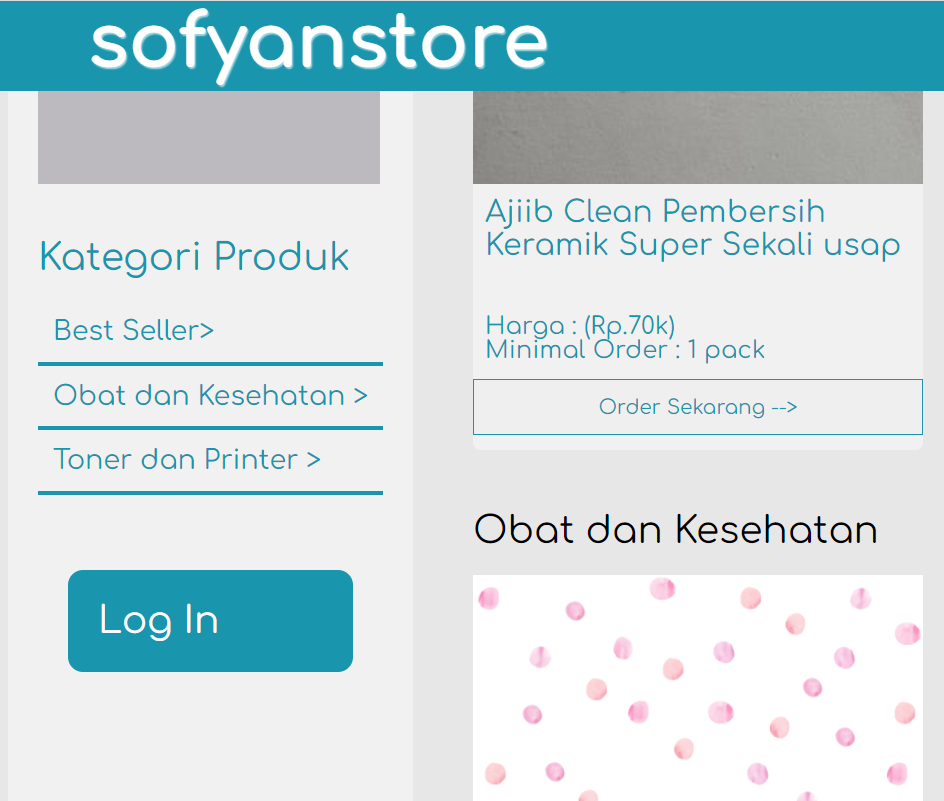 sofyanstore
Kategori Produk
Best Seller>
Obat dan Kesehatan >
Toner dan Printer >
Log In
Ajiib Clean Pembersih
Keramik Super Sekali usap
Harga : (Rp.70k)
Minimal Order : 1 pack
Order Sekarang -->
Obat dan Kesehatan